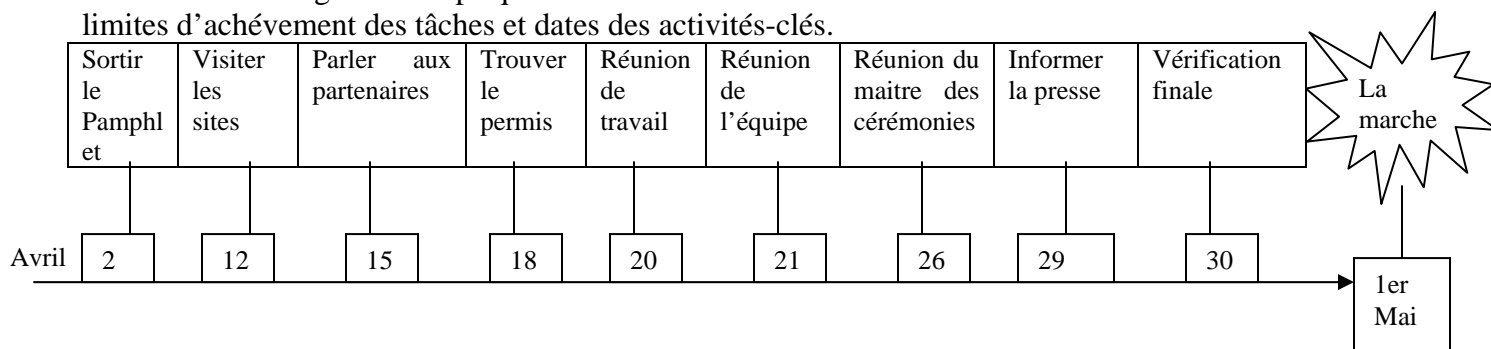 limites d’achévement des tâches et dates des activités-clés.
Sortir
le
Pamphl
et
Visiter
les
sites
Parler aux
partenaires
Trouver
le
permis
Réunion
de
travail
Réunion
de
l’équipe
Réunion du
maitre des
cérémonies
Informer
la presse
Vérification
finale
La
marche
Avril
2
12
15
18
20
21
26
29
30
1er
Mai